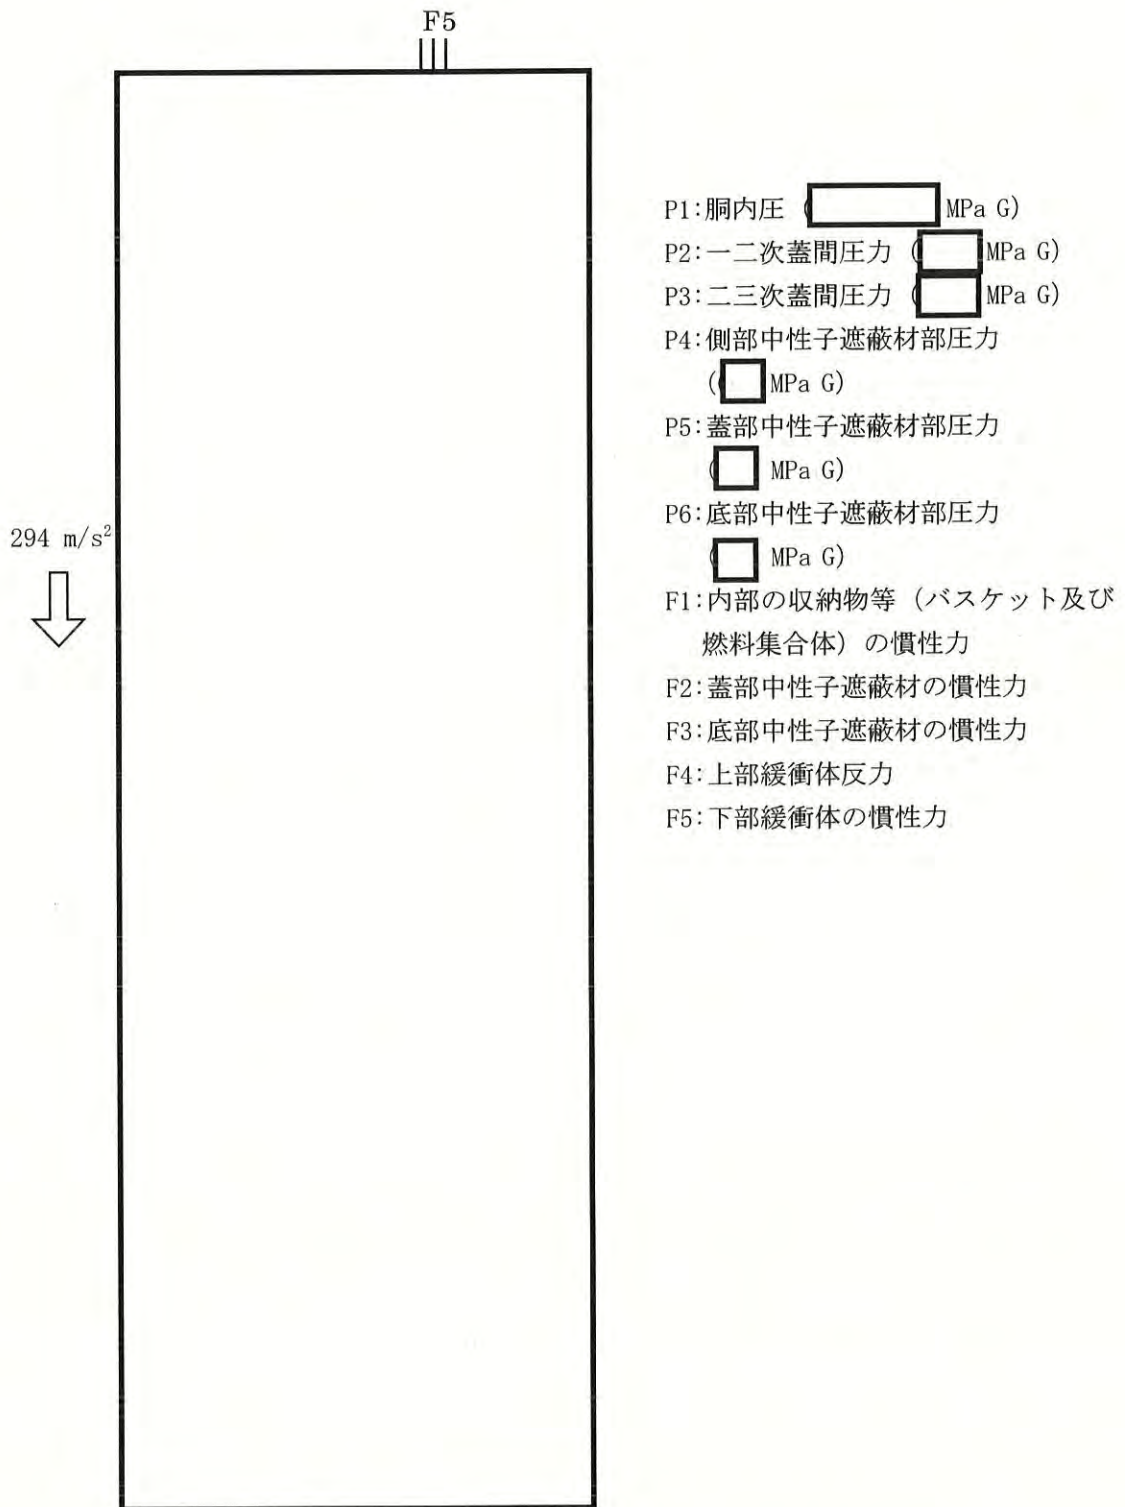 F5
P1:胴内圧 ( MPa G)
P2:一二次蓋間圧力 ( MPa G)
P3:二三次蓋間圧力 ( MPa G)
P4:側部中性子遮蔽材部圧力
( MPa G)
P5:蓋部中性子遮蔽材部圧力
( MPa G)
P6:底部中性子遮蔽材部圧力
( MPa G)
F1:内部の収納物等（バスケット及び
燃料集合体）の慣性力
F2:蓋部中性子遮蔽材の慣性力
F3:底部中性子遮蔽材の慣性力
F4:上部緩衝体反力
F5:下部緩衝体の慣性力
294 m/s²